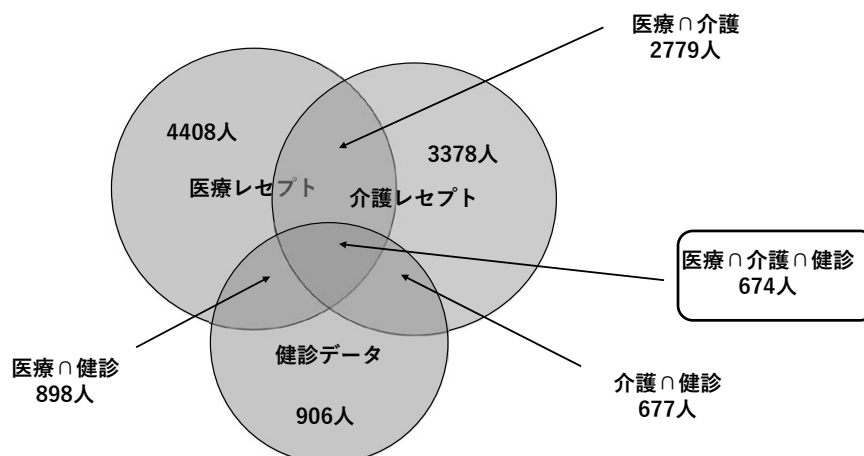 医療∩介護
2779人
4408人
3378人
医療レセプト
介護レセプト
医療∩介護∩健診
674人
健診データ
医療∩健診
898人
介護∩健診
677人
906人